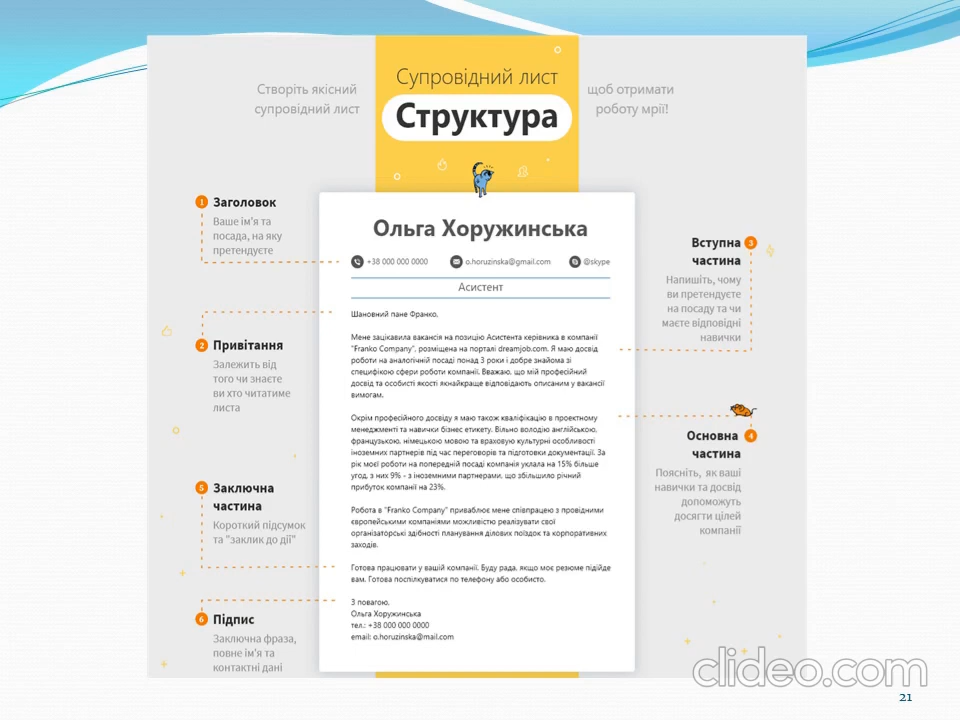 Супровідний лист
Структура
Створіть якісний
супровідний лист
щоб отримати
роботу мрії!
1 Заголовок
Ваше ім'я та
посада, на яку
претендуєте
2 Привітання
Залежить від
того чи знаєте
ви хто читатиме
листа
5 Заключна
частина
Короткий підсумок
та "заклик до дії"
6 Підпис
Заключна фраза,
повне ім'я та
контактні дані
Ольга Хоружинська
+38 000 000 0000 o.horuzinska@gmail.com @skype
Асистент
Шановний пане Франко,
Мене зацікавила вакансія на позицію Асистента керівника в компанії
"Franko Company", розміщена на порталі dreamjob.com. Я маю досвід
роботи на аналогічній посаді понад 3 роки і добре знайома зі
специфікою сфери роботи компанії. Вважаю, що мій професійний
досвід та особисті якості якнайкраще відповідають описаним у вакансії
вимогам.
Окрім професійного досвіду я маю також кваліфікацію в проектному
менеджменті та навички бізнес етикету. Вільно володію англійською,
французькою, німецькою мовою та враховую культурні особливості
іноземних партнерів під час переговорів та підготовки документації. За
рік моєї роботи на попередній посаді компанія уклала на 15% більше
угод, з них 9% - з іноземними партнерами, що збільшило річний
прибуток компанії на 23%.
Робота в "Franko Company" приваблює мене співпрацею з провідними
європейськими компаніями можливістю реалізувати свої
організаторські здібності планування ділових поїздок та корпоративних
заходів.
Готова працювати у вашій компанії. Буду рада, якщо моє резюме підійде
вам. Готова поспілкуватися по телефону або особисто.
З повагою,
Ольга Хоружинська
тел.: +38 000 000 0000
email: o.horuzinska@mail.com
Вступна 3
частина
Напишіть, чому
ви претендуєте
на посаду та чи
маєте відповідні
навички
4
Основна
частина
Поясніть, як ваші
навички та досвід
допоможуть
досягти цілей
компанії
clideo.com
21